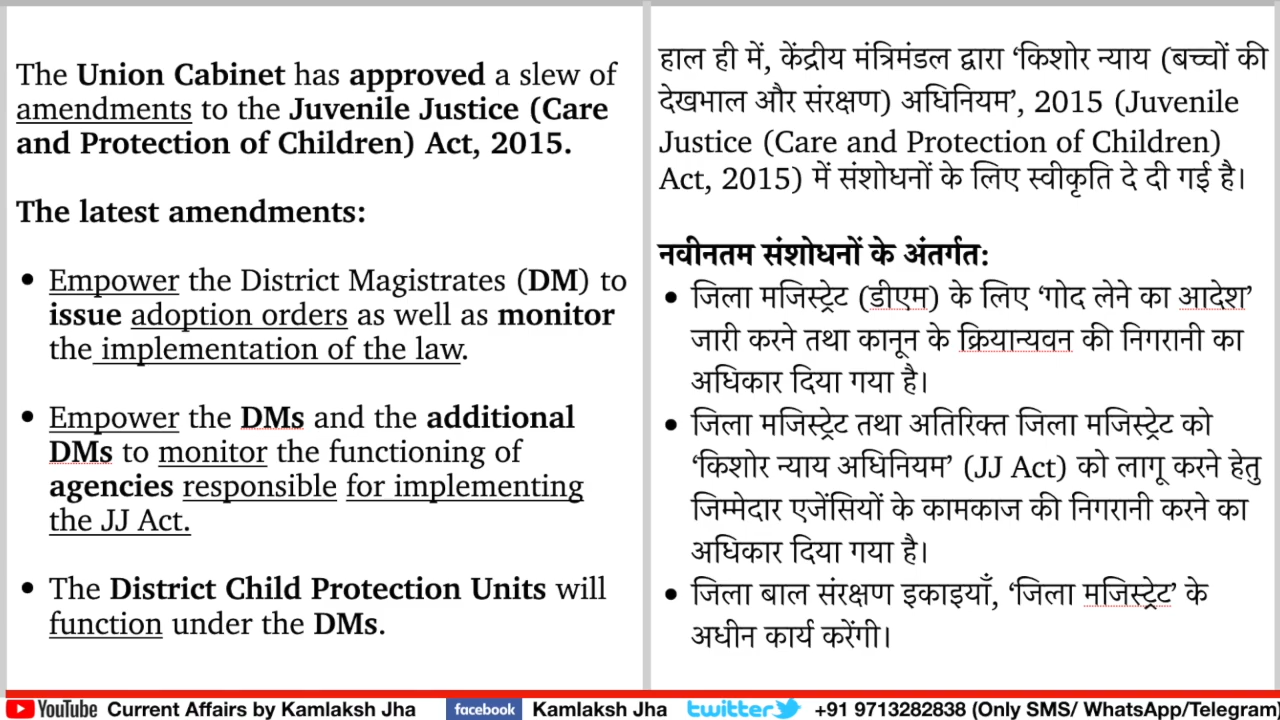 The Union Cabinet has approved a slew of
amendments to the Juvenile Justice (Care
and Protection of Children) Act, 2015.
The latest amendments:
• Empower the District Magistrates (DM) to
issue adoption orders as well as monitor
the implementation of the law.
• Empower the DMs and the additional
DMs to monitor the functioning of
agencies responsible for implementing
the JJ Act.
• The District Child Protection Units will
function under the DMs.
हाल ही में, केंद्रीय मंत्रिमंडल द्वारा ‘किशोर न्याय (बच्चों की
देखभाल और संरक्षण) अधिनियम’, 2015 (Juvenile
Justice (Care and Protection of Children)
Act, 2015) में संशोधनों के लिए स्वीकृति दे दी गई है।
नवीनतम संशोधनों के अंतर्गत:
• जिला मजिस्ट्रेट (डीएम) के लिए ‘गोद लेने का आदेश’
जारी करने तथा कानून के क्रियान्यवन की निगरानी का
अधिकार दिया गया है।
• जिला मजिस्ट्रेट तथा अतिरिक्त जिला मजिस्ट्रेट को
‘किशोर न्याय अधिनियम’ (JJ Act) को लागू करने हेतु
जिम्मेदार एजेंसियों के कामकाज की निगरानी करने का
अधिकार दिया गया है।
• जिला बाल संरक्षण इकाइयाँ, ‘जिला मजिस्ट्रेट’ के
अधीन कार्य करेंगी।
YouTube Current Affairs by Kamlaksh Jha facebook Kamlaksh Jha twitter +91 9713282838 (Only SMS/ WhatsApp/Telegram)